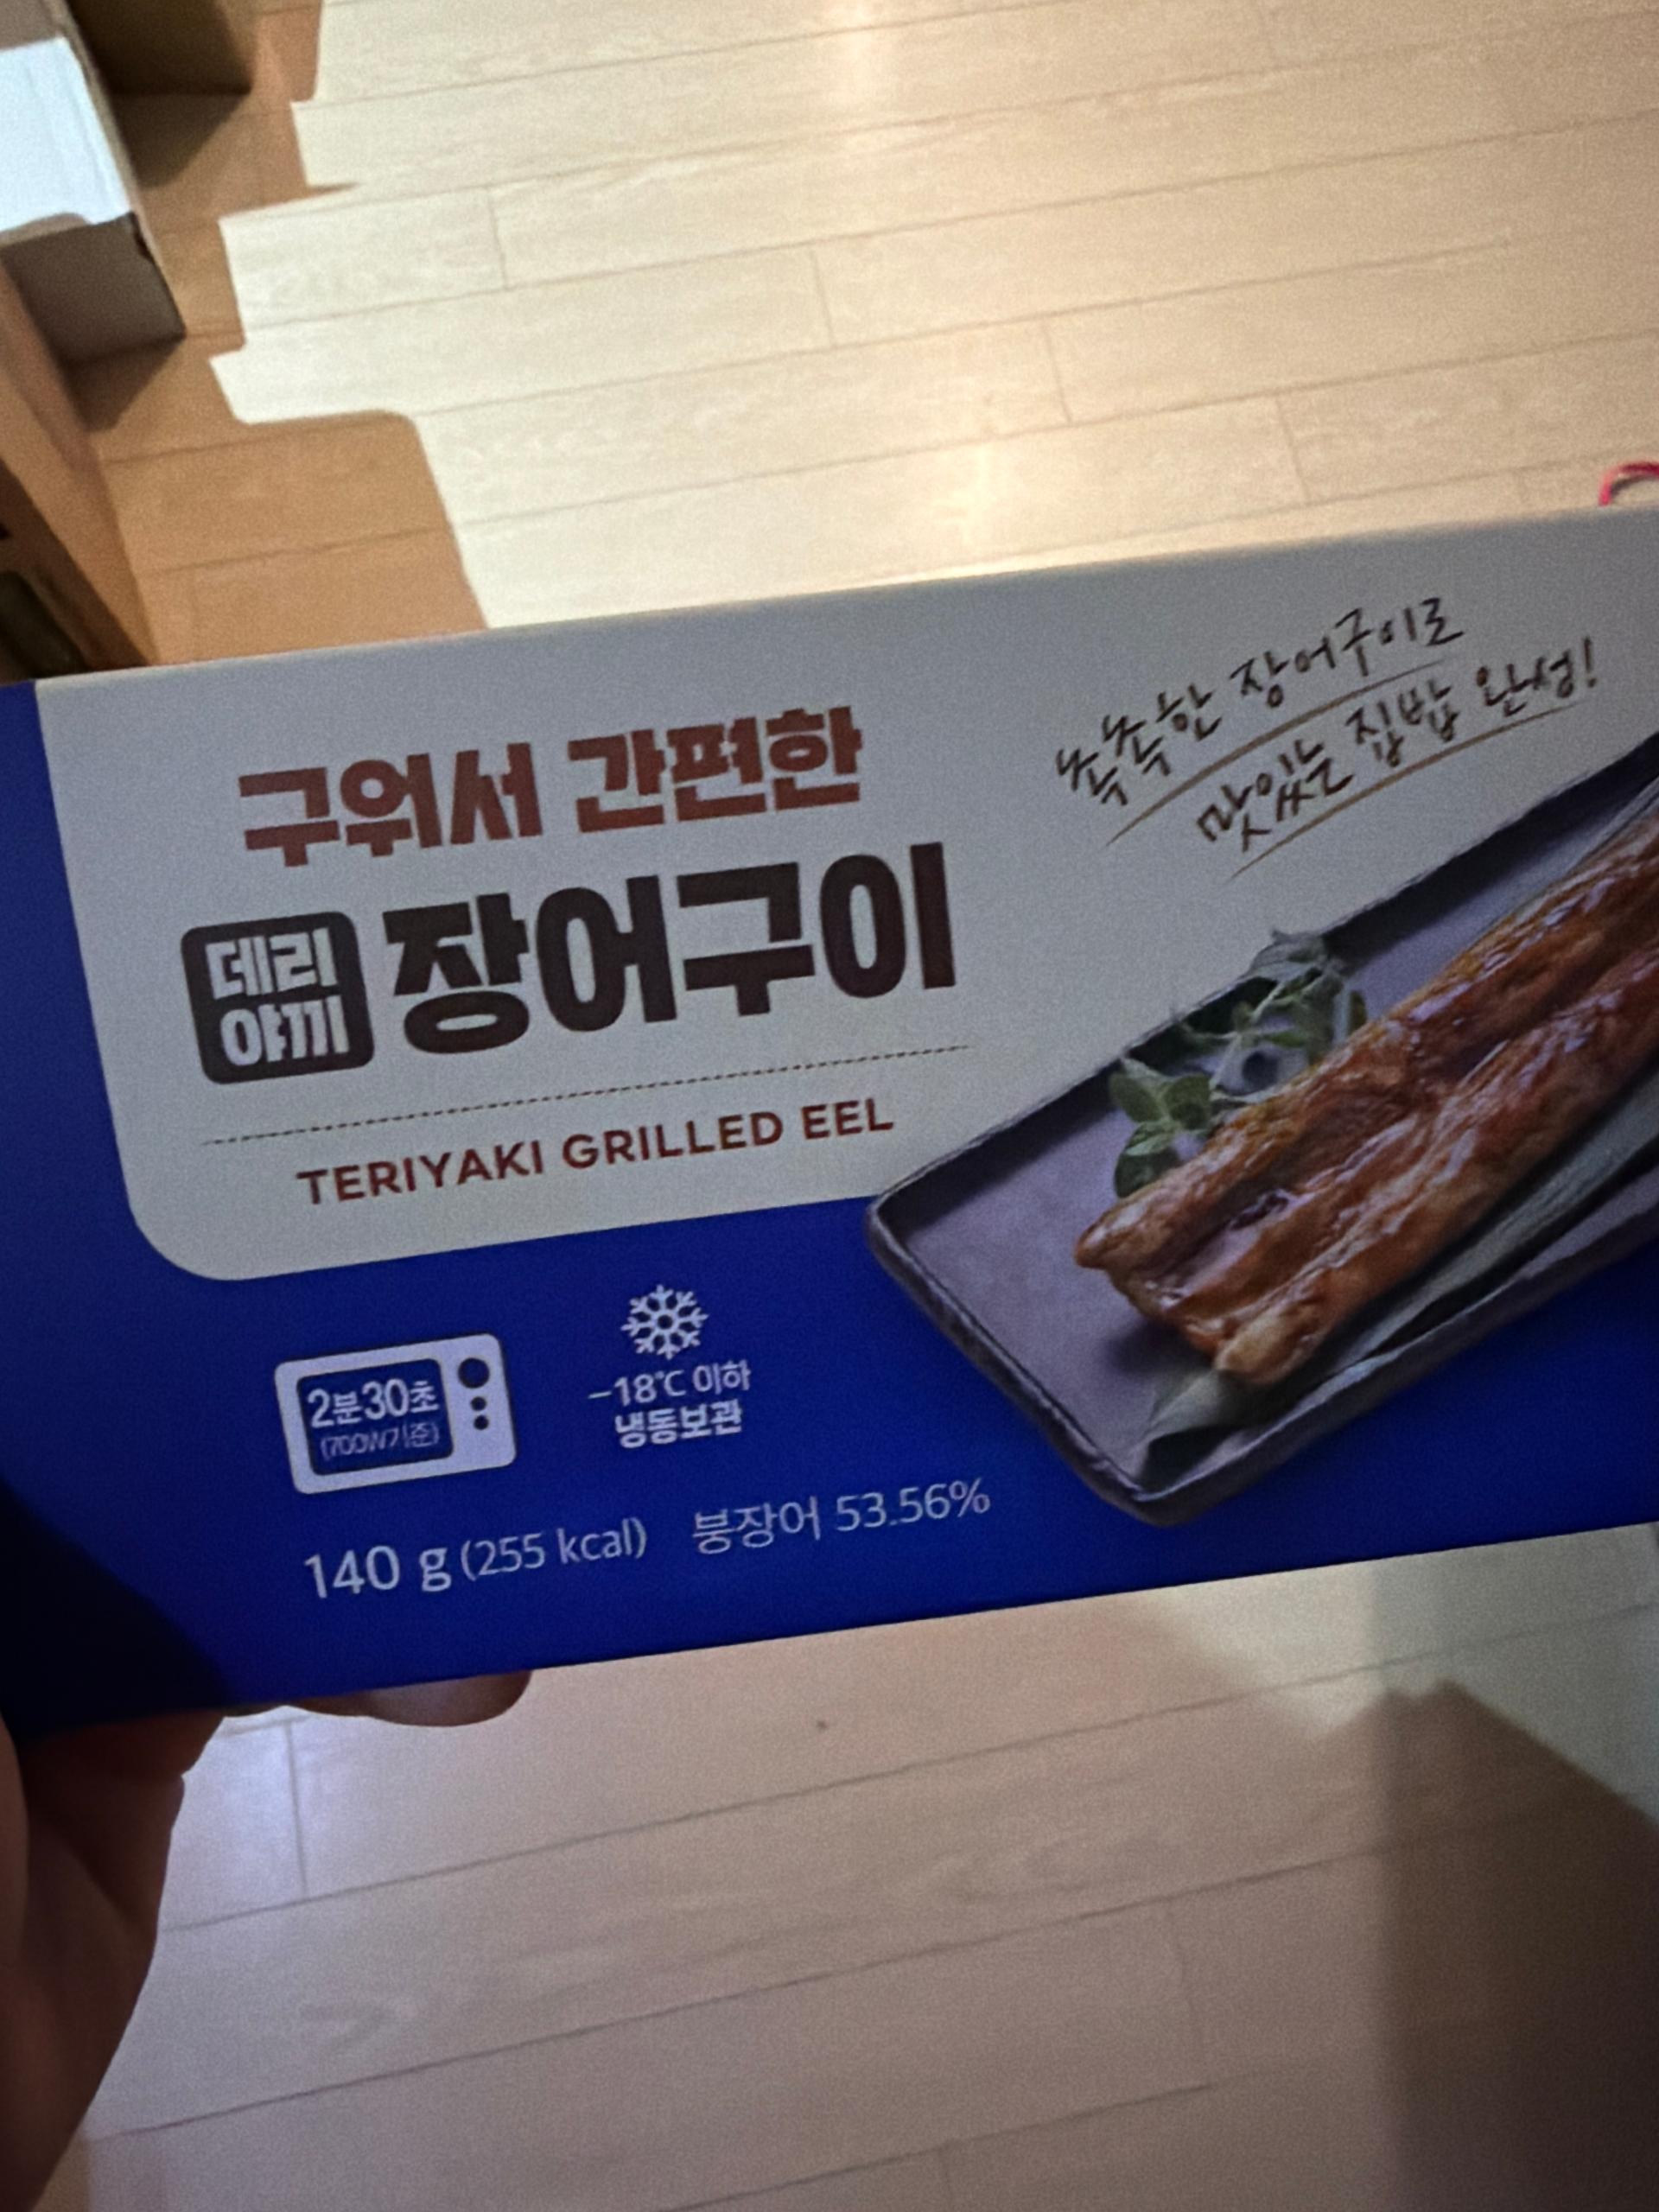 구워서 간편한
데리
야끼
장어구이
TERIYAKI GRILLED EEL
촉촉한 장어구이로
맛있는 집밥 완성!
2분30초
(700W기준)
-18℃ 이하
냉동보관
140 g (255 kcal) 붕장어 53.56%